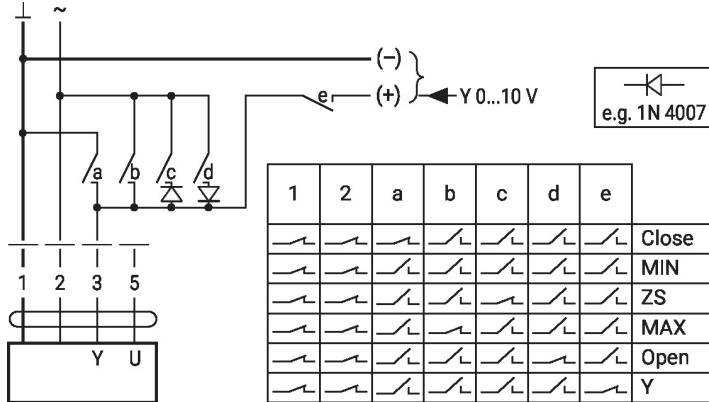 ⊥ ~
(–)
e (+) Y 0...10 V
e.g. 1N 4007
a b c d
1 2 a b c d e
Close
MIN
ZS
MAX
Open
Y
1 2 3 5
Y U